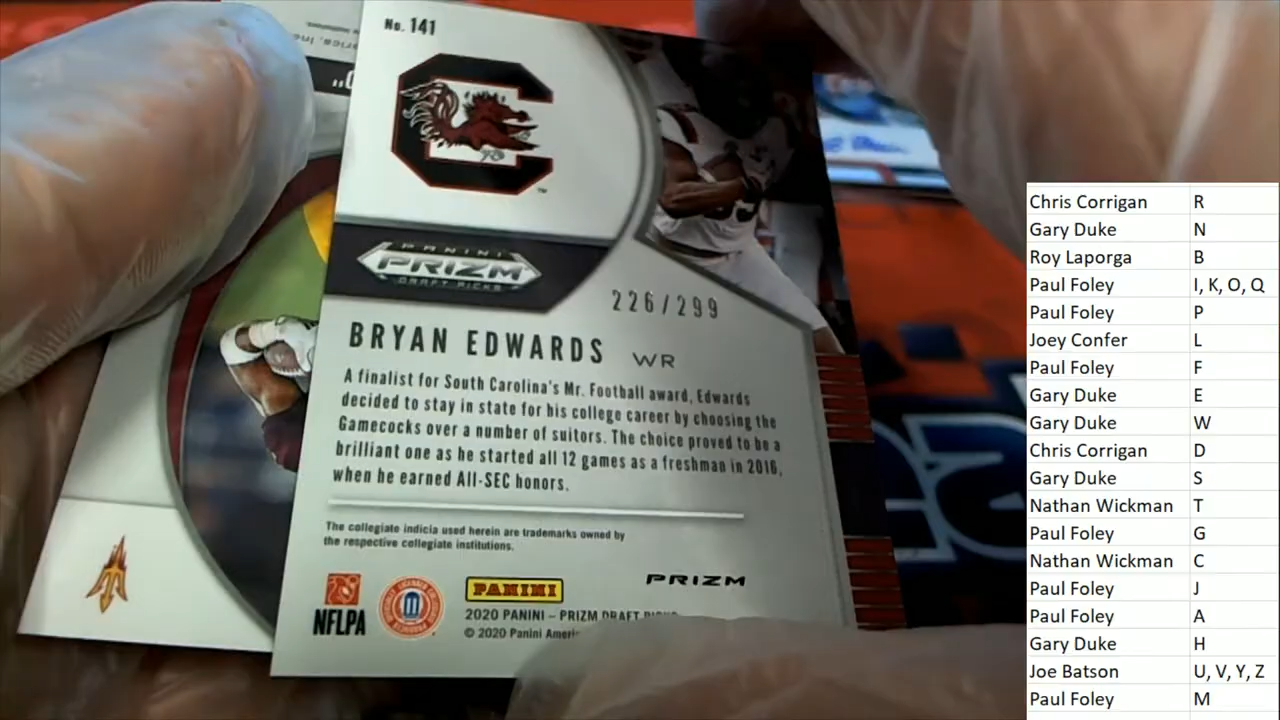 No. 141
PANINI
PRIZM
DRAFT PICKS
226/299
BRYAN EDWARDS WR
A finalist for South Carolina's Mr. Football award, Edwards
decided to stay in state for his college career by choosing the
Gamecocks over a number of suitors. The choice proved to be a
brilliant one as he started all 12 games as a freshman in 2016,
when he earned All-SEC honors.
The collegiate indicia used herein are trademarks owned by
the respective collegiate institutions.
NFLPA
PANINI
PRIZM
2020 PANINI – PRIZM DRAFT
© 2020 Panini
Chris Corrigan R
Gary Duke N
Roy Laporga B
Paul Foley I, K, O, Q
Paul Foley P
Joey Confer L
Paul Foley F
Gary Duke E
Gary Duke W
Chris Corrigan D
Gary Duke S
Nathan Wickman T
Paul Foley G
Nathan Wickman C
Paul Foley J
Paul Foley A
Gary Duke H
Joe Batson U, V, Y, Z
Paul Foley M